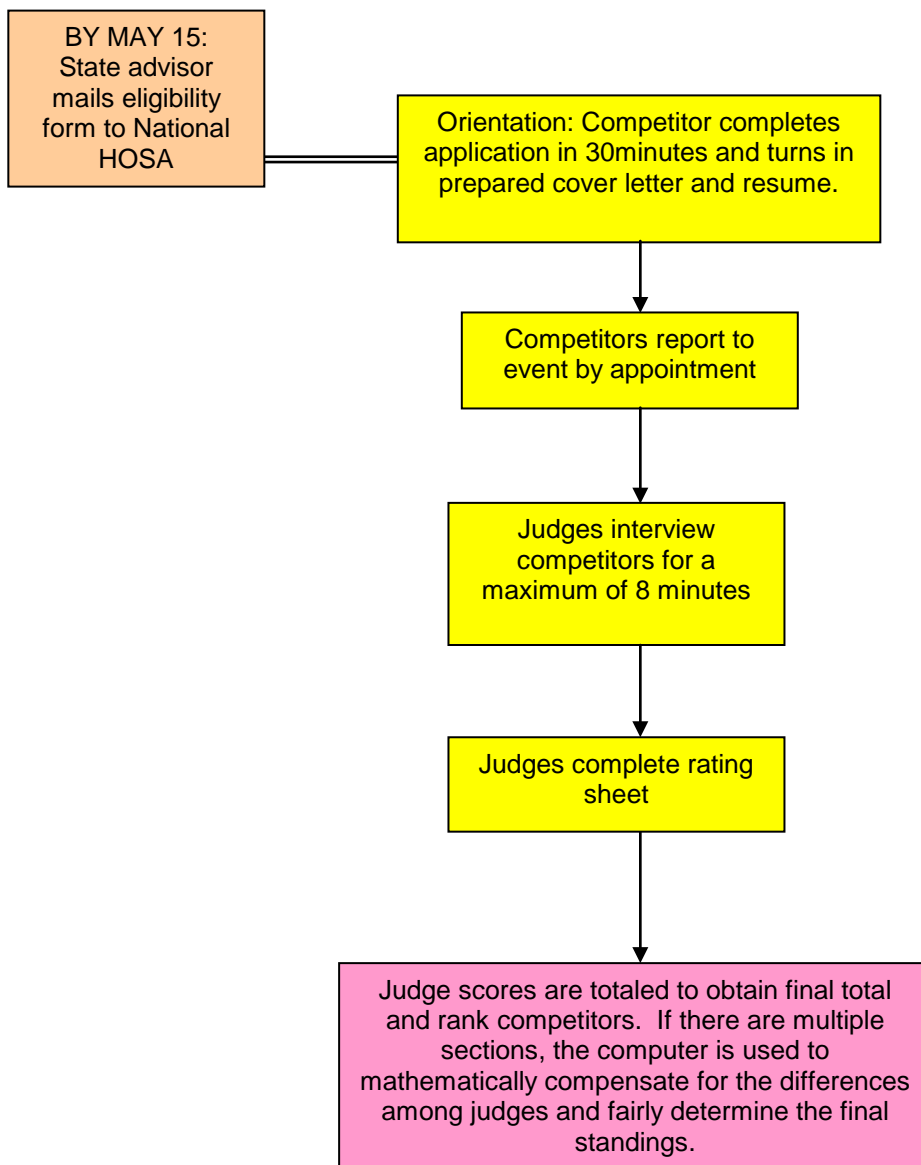 BY MAY 15:
State advisor
mails eligibility
form to National
HOSA
Orientation: Competitor completes
application in 30minutes and turns in
prepared cover letter and resume.
Competitors report to
event by appointment
Judges interview
competitors for a
maximum of 8 minutes
Judges complete rating
sheet
Judge scores are totaled to obtain final total
and rank competitors.  If there are multiple
sections, the computer is used to
mathematically compensate for the differences
among judges and fairly determine the final
standings.